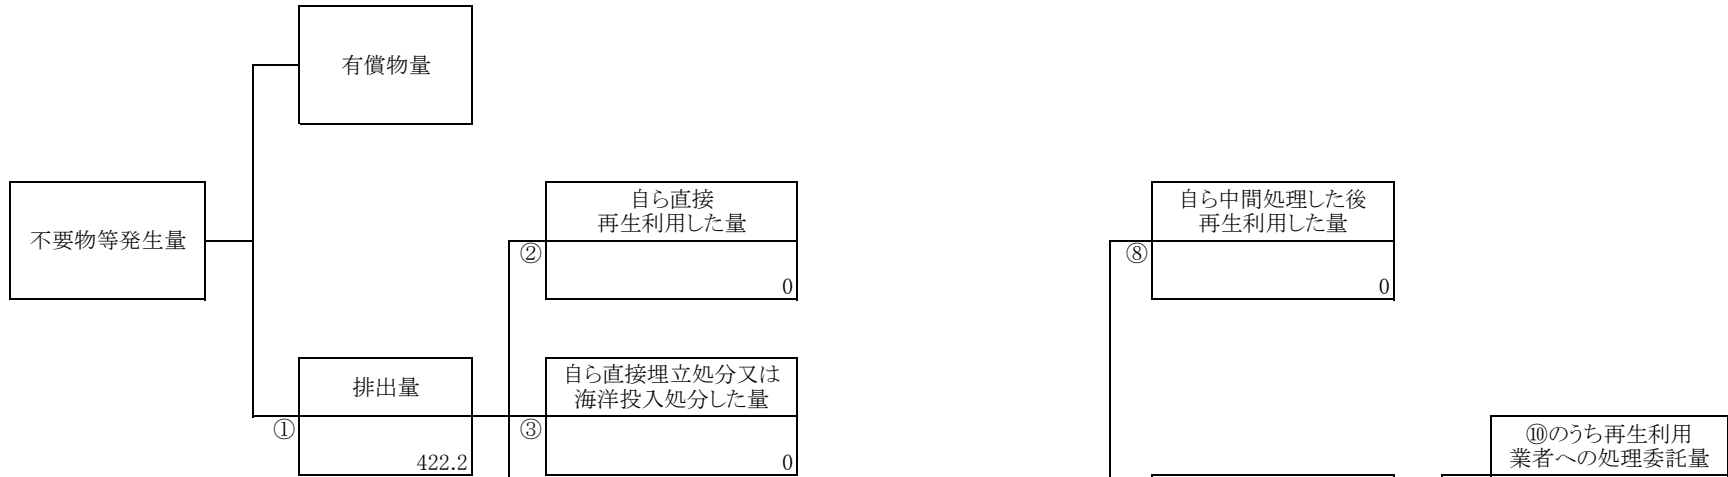 有償物量
不要物等発生量
自ら直接
再生利用した量
②
0
自ら中間処理した後
再生利用した量
⑧
0
排出量
①
422.2
自ら直接埋立処分又は
海洋投入処分した量
③
0
⑩のうち再生利用
業者への処理委託量